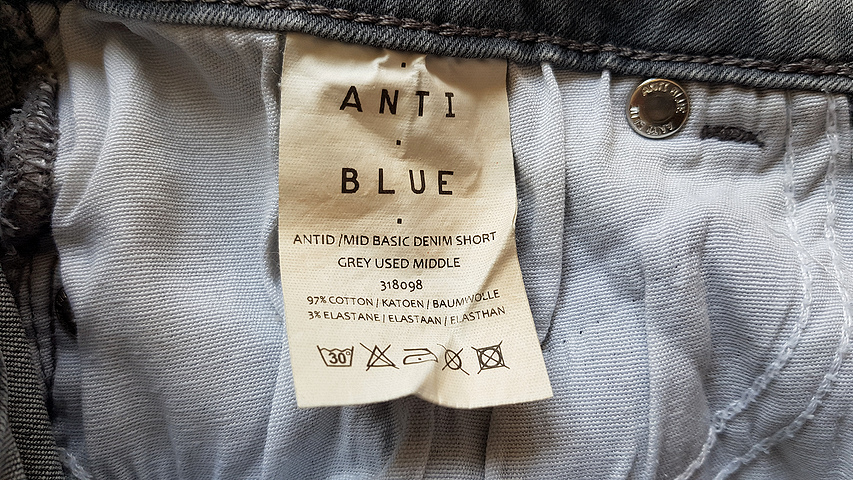 ANTI
BLUE
ANTID /MID BASIC DENIM SHORT
GREY USED MIDDLE
318098
97% COTTON / KATOEN / BAUMWOLLE
3% ELASTANE / ELASTAAN / ELASTHAN
30°